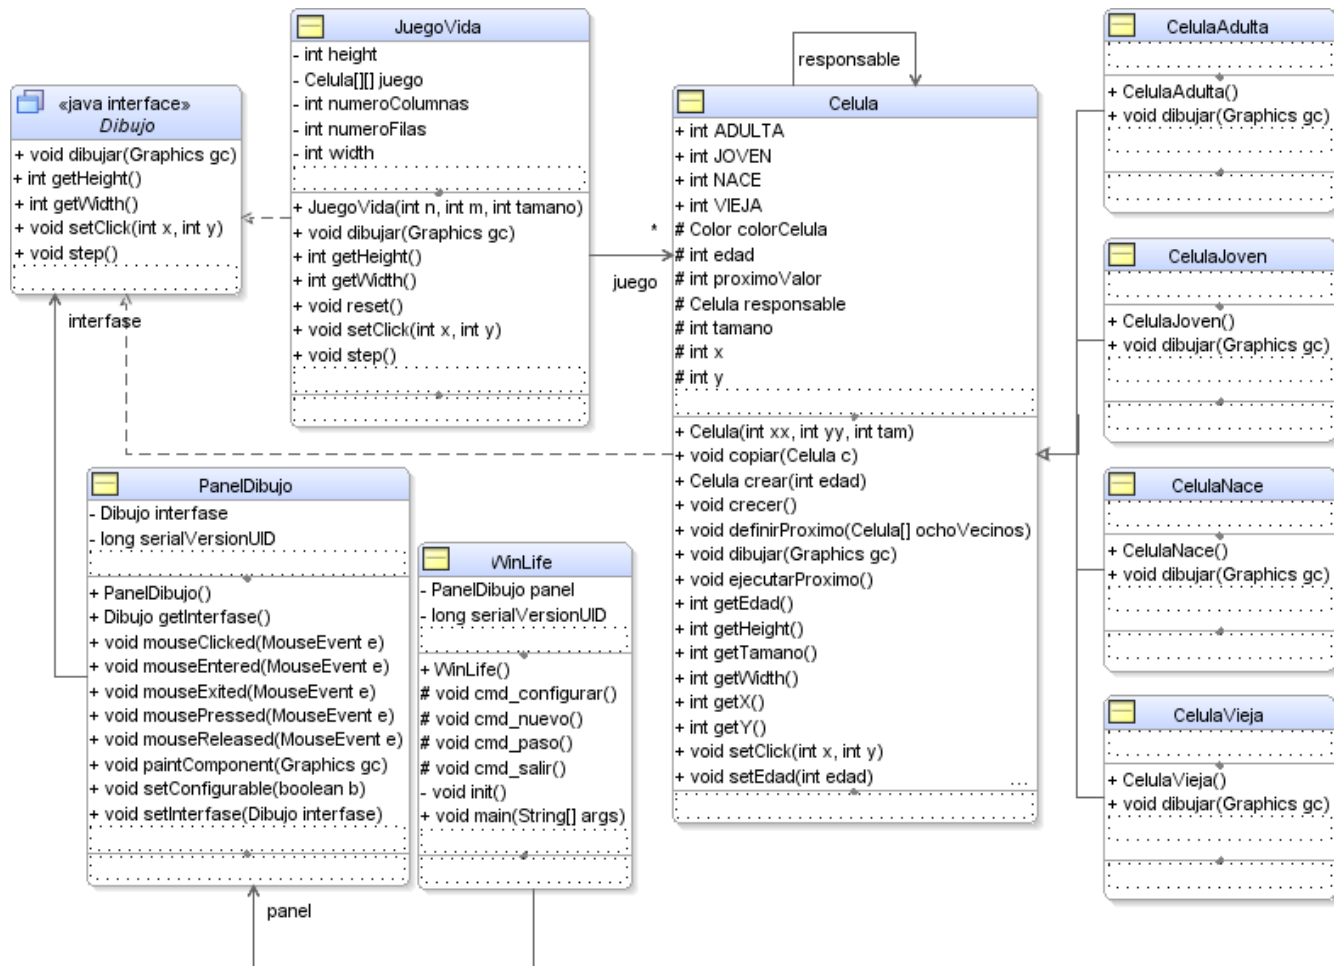 «java interface»
Dibujo
+ void dibujar(Graphics gc)
+ int getHeight()
+ int getWidth()
+ void setClick(int x, int y)
+ void step()
interfase
JuegoVida
- int height
- Celula[][] juego
- int numeroColumnas
- int numeroFilas
- int width
+ JuegoVida(int n, int m, int tamano)
+ void dibujar(Graphics gc)
+ int getHeight()
+ int getWidth()
+ void reset()
+ void setClick(int x, int y)
+ void step()
*
juego
responsable
Celula
+ int ADULTA
+ int JOVEN
+ int NACE
+ int VIEJA
# Color colorCelula
# int edad
# int proximoValor
# Celula responsable
# int tamano
# int x
# int y
+ Celula(int xx, int yy, int tam)
+ void copiar(Celula c)
+ Celula crear(int edad)
+ void crecer()
+ void definirProximo(Celula[] ochoVecinos)
+ void dibujar(Graphics gc)
+ void ejecutarProximo()
+ int getEdad()
+ int getHeight()
+ int getTamano()
+ int getWidth()
+ int getX()
+ int getY()
+ void setClick(int x, int y)
+ void setEdad(int edad)
...
CelulaAdulta
+ CelulaAdulta()
+ void dibujar(Graphics gc)
CelulaJoven
+ CelulaJoven()
+ void dibujar(Graphics gc)
CelulaNace
+ CelulaNace()
+ void dibujar(Graphics gc)
CelulaVieja
+ CelulaVieja()
+ void dibujar(Graphics gc)
PanelDibujo
- Dibujo interfase
- long serialVersionUID
+ PanelDibujo()
+ Dibujo getInterfase()
+ void mouseClicked(MouseEvent e)
+ void mouseEntered(MouseEvent e)
+ void mouseExited(MouseEvent e)
+ void mousePressed(MouseEvent e)
+ void mouseReleased(MouseEvent e)
+ void paintComponent(Graphics gc)
+ void setConfigurable(boolean b)
+ void setInterfase(Dibujo interfase)
WinLife
- PanelDibujo panel
- long serialVersionUID
+ WinLife()
# void cmd_configurar()
# void cmd_nuevo()
# void cmd_paso()
# void cmd_salir()
- void init()
+ void main(String[] args)
panel